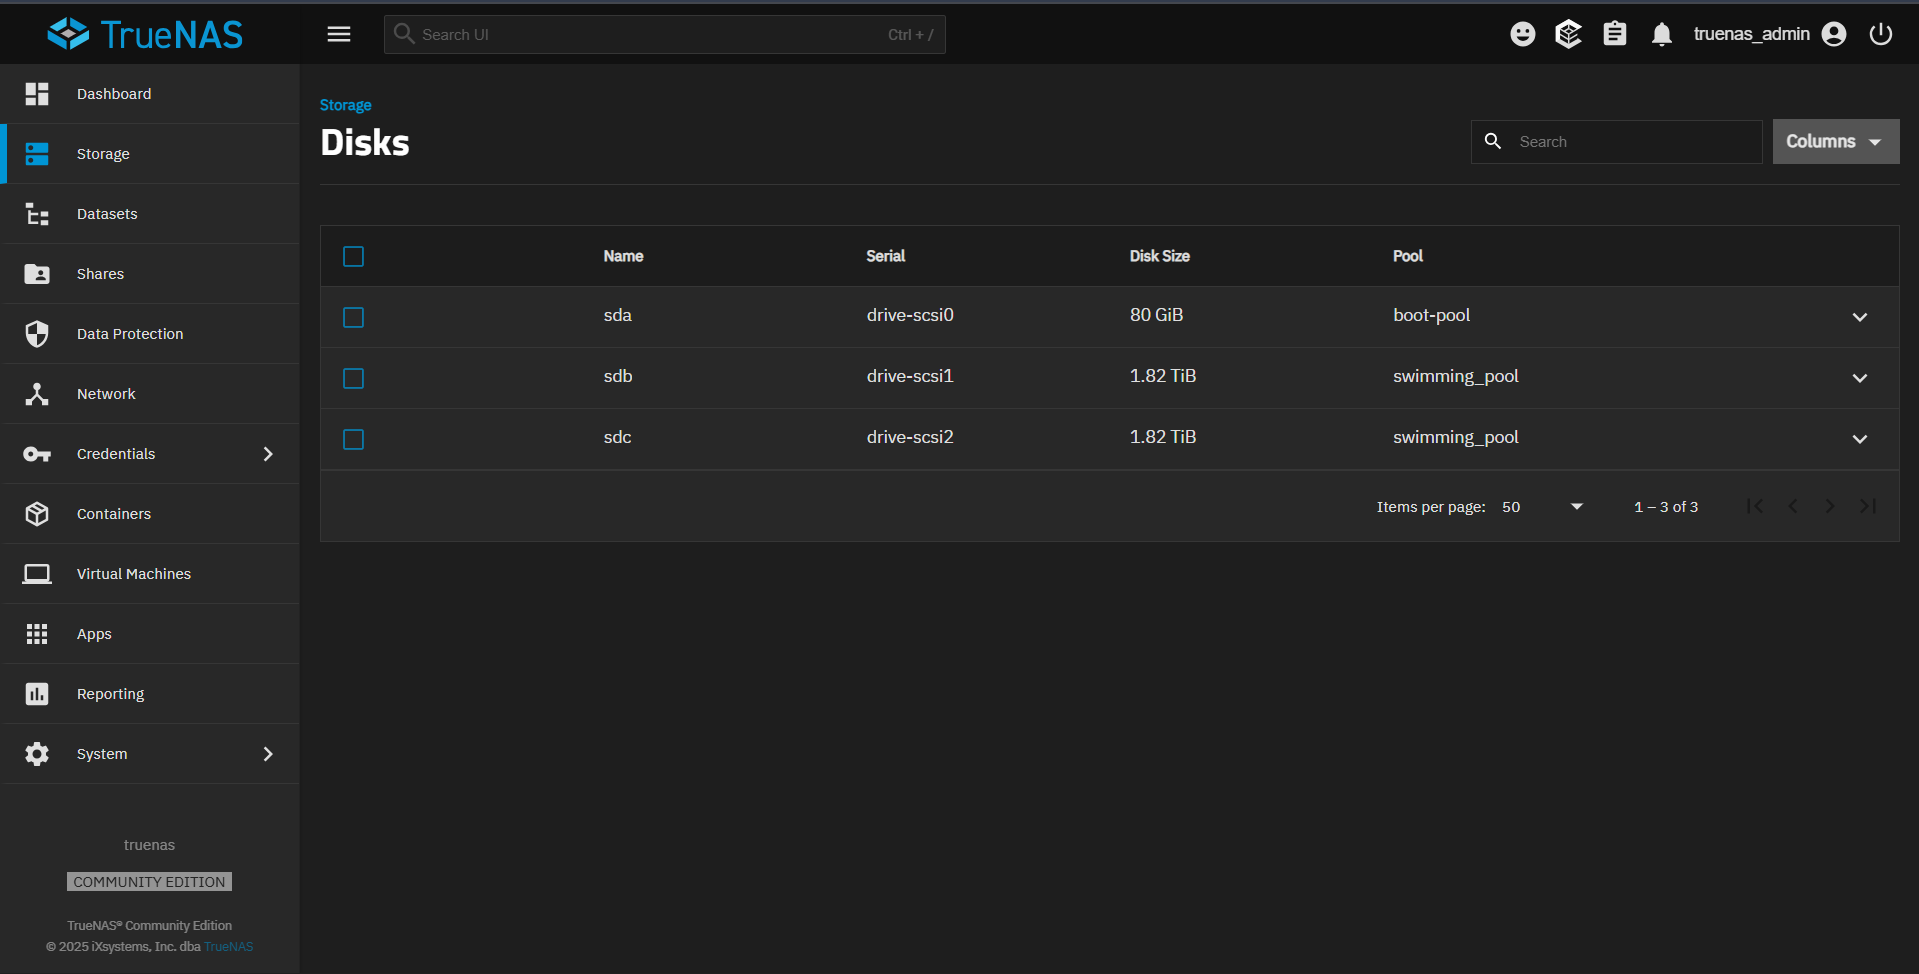 TrueNAS
Search UI
Ctrl + /
truenas_admin
Dashboard
Storage
Datasets
Shares
Data Protection
Network
Credentials
Containers
Virtual Machines
Apps
Reporting
System
truenas
COMMUNITY EDITION
TrueNAS® Community Edition
© 2025 iXsystems, Inc. dba TrueNAS
Storage
Disks
Search
Columns
Name Serial Disk Size Pool
sda drive-scsi0 80 GiB boot-pool
sdb drive-scsi1 1.82 TiB swimming_pool
sdc drive-scsi2 1.82 TiB swimming_pool
Items per page: 50 1 – 3 of 3